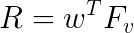 R = w^T F_v